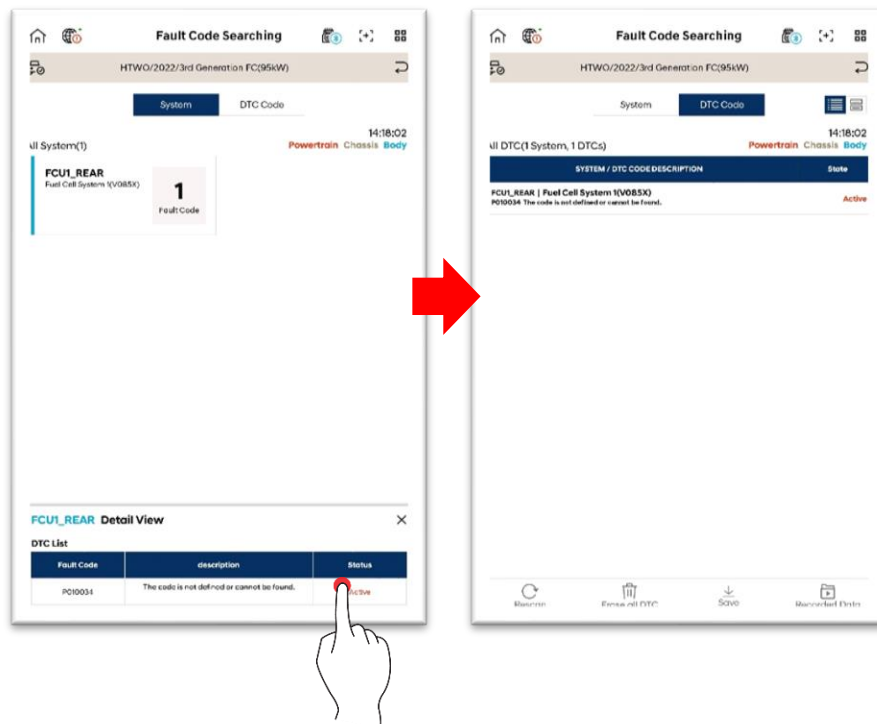 Fault Code Searching
HTWO/2022/3rd Generation FC(95kW)
System
DTC Code
14:18:02
All System(1)
Powertrain Chassis Body
FCU1_REAR
Fuel Cell System 1(V085X)
1
Fault Code
FCU1_REAR Detail View
DTC List
Fault Code
description
Status
P010034
The code is not defined or cannot be found.
Active
Fault Code Searching
HTWO/2022/3rd Generation FC(95kW)
System
DTC Code
14:18:02
All DTC(1 System, 1 DTCs)
Powertrain Chassis Body
SYSTEM / DTC CODE DESCRIPTION
State
FCU1_REAR | Fuel Cell System 1(V085X)
P010034 The code is not defined or cannot be found.
Active
Rescan
Erase all DTC
Save
Recorded Data